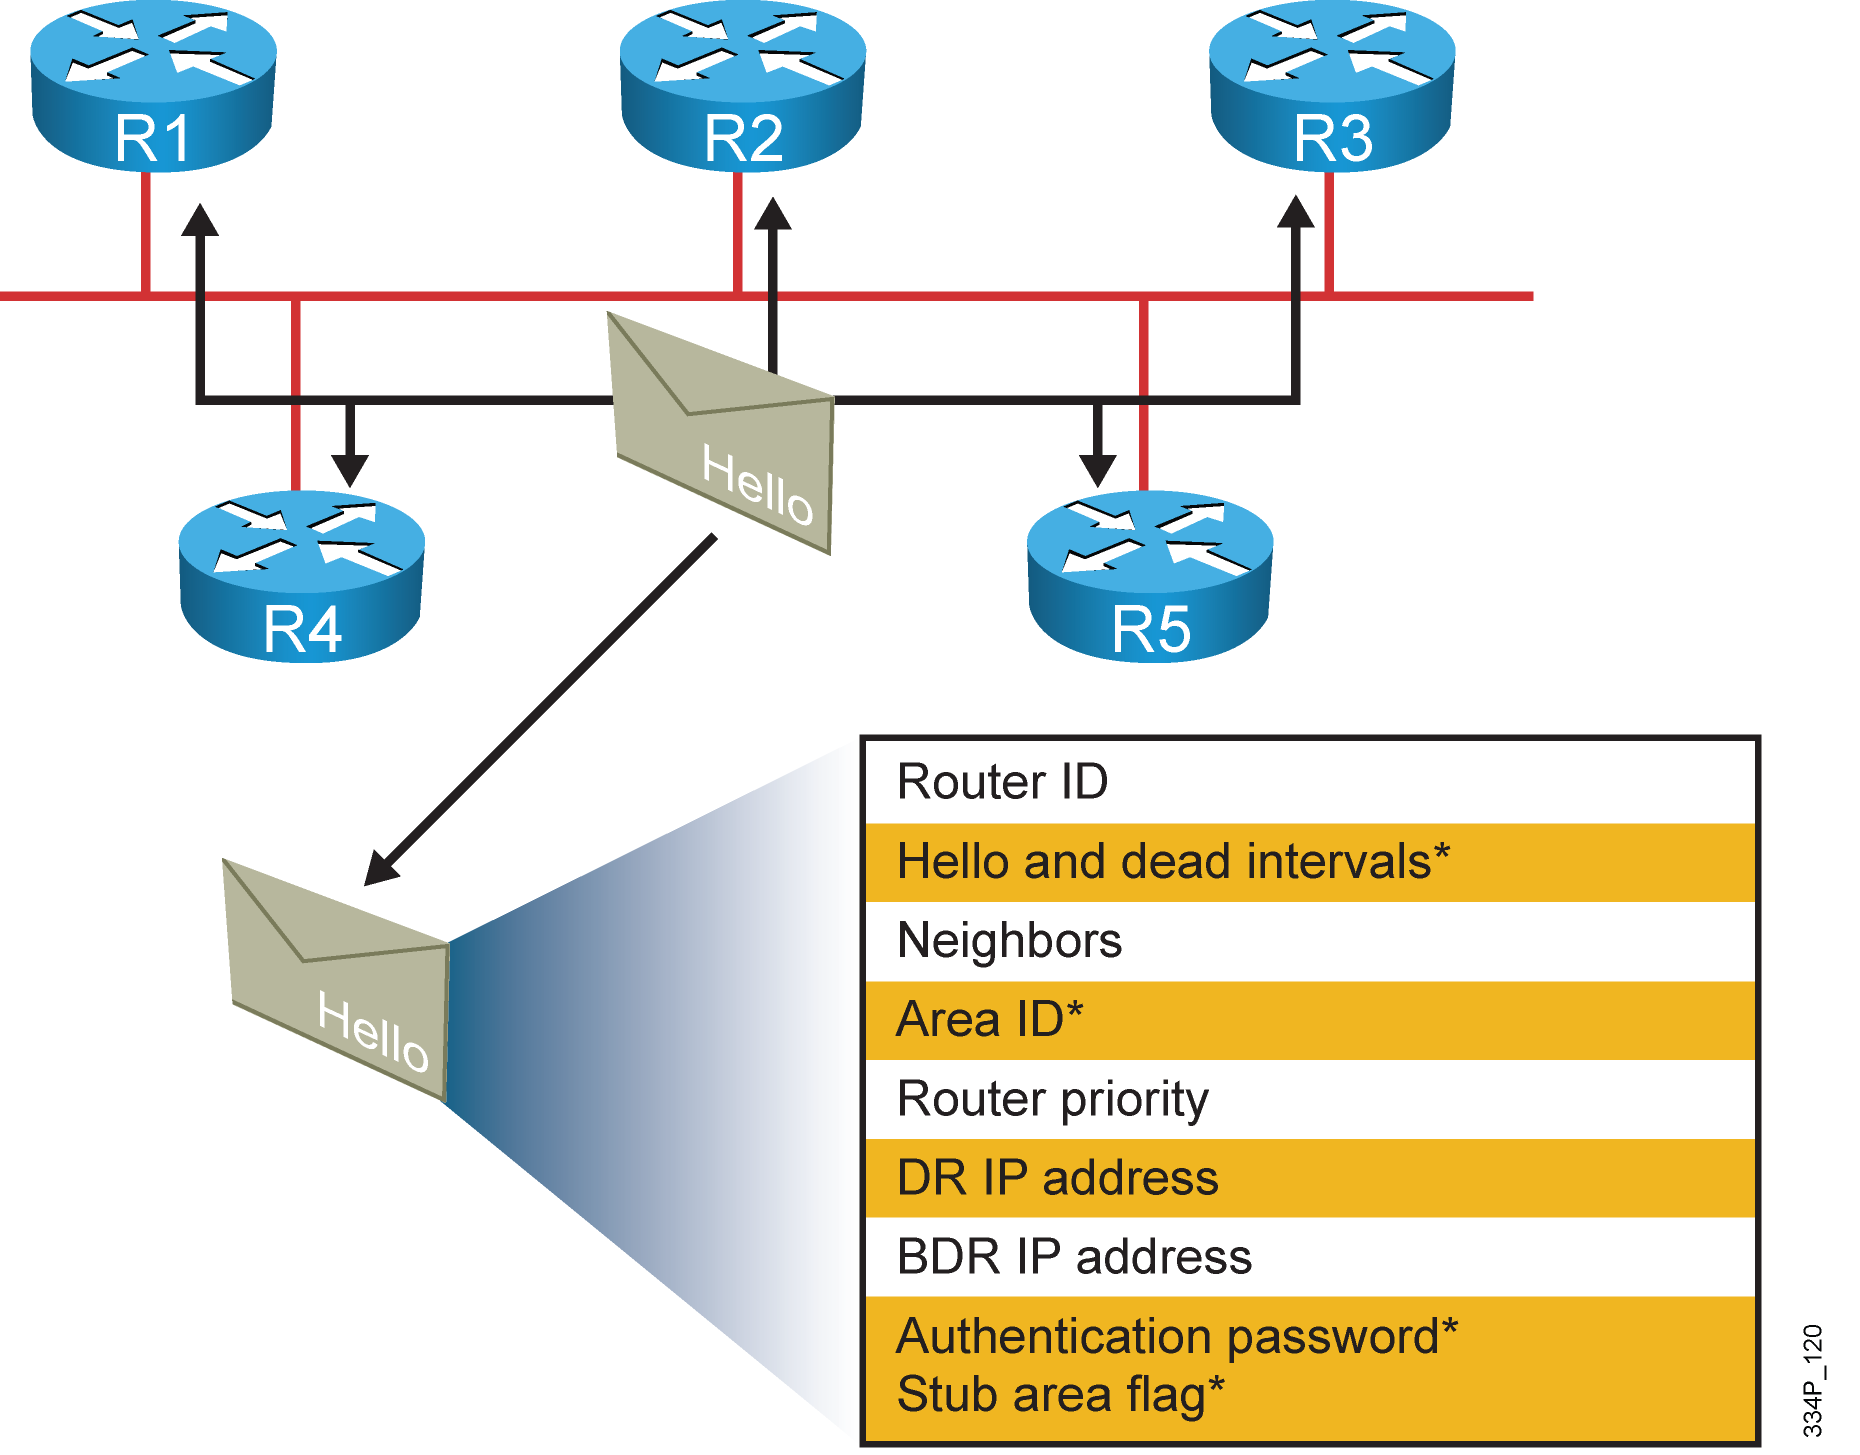 R1
R2
R3
Hello
R4
R5
Hello
Router ID
Hello and dead intervals*
Neighbors
Area ID*
Router priority
DR IP address
BDR IP address
Authentication password*
Stub area flag*
334P_120